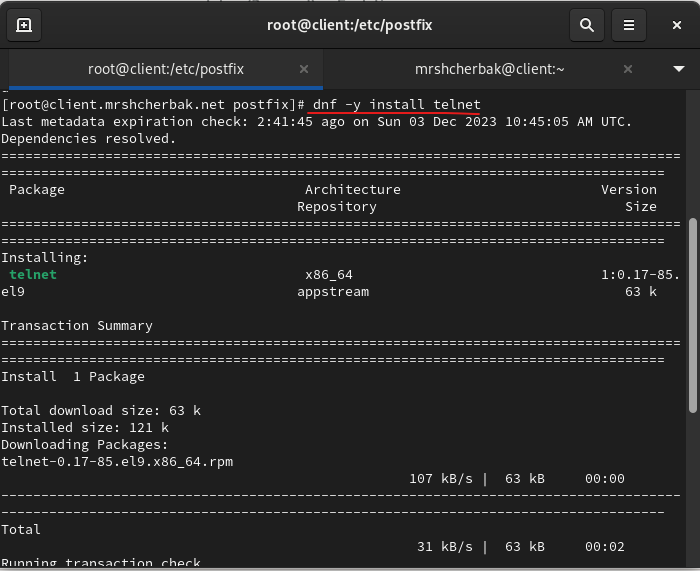 root@client:/etc/postfix
root@client:/etc/postfix
mrshcherbak@client:~
[root@client.mrshcherbak.net postfix]# dnf -y install telnet
Last metadata expiration check: 2:41:45 ago on Sun 03 Dec 2023 10:45:05 AM UTC.
Dependencies resolved.
=====================================================================================
===================================================================================
Package Architecture Version
Repository Size
=====================================================================================
===================================================================================
Installing:
telnet x86_64 1:0.17-85.
el9 appstream 63 k
Transaction Summary
=====================================================================================
===================================================================================
Install  1 Package
Total download size: 63 k
Installed size: 121 k
Downloading Packages:
telnet-0.17-85.el9.x86_64.rpm
107 kB/s |  63 kB     00:00
-------------------------------------------------------------------------------------
-----------------------------------------------------------------------------------
Total
31 kB/s |  63 kB     00:02
Running transaction check